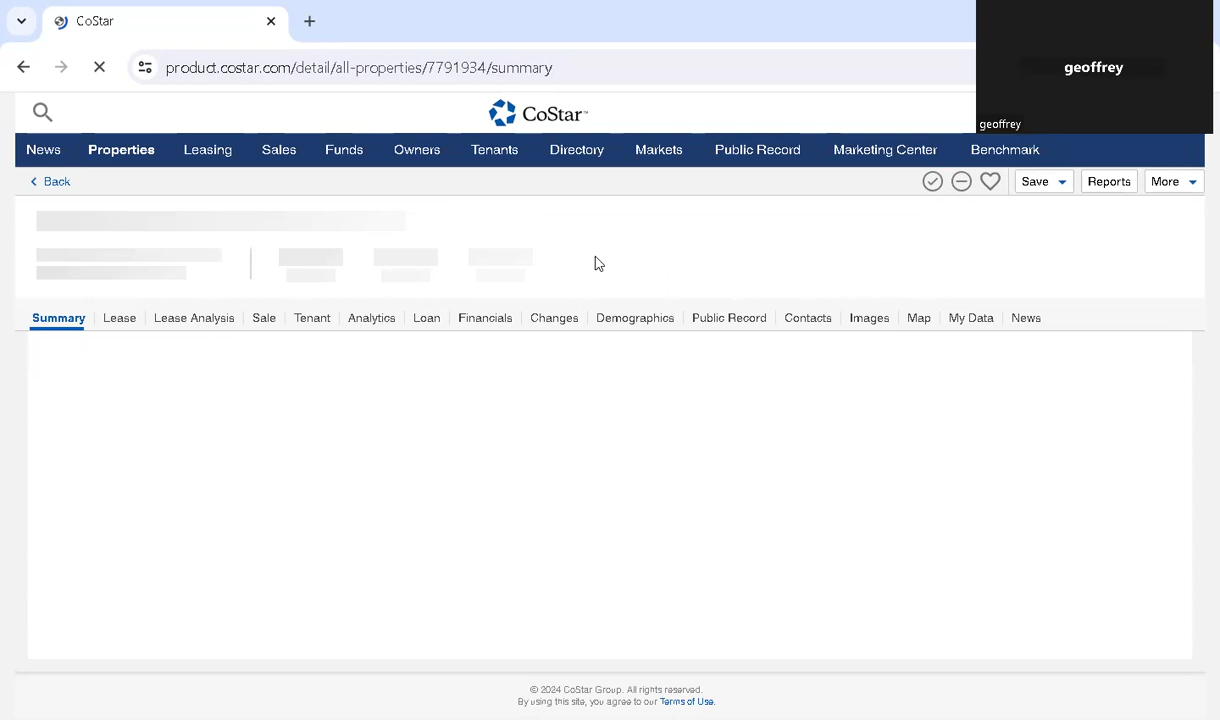 CoStar
product.costar.com/detail/all-properties/7791934/summary
geoffrey
geoffrey
CoStar™
News Properties Leasing Sales Funds Owners Tenants Directory Markets Public Record Marketing Center Benchmark
Back Save Reports More
Summary Lease Lease Analysis Sale Tenant Analytics Loan Financials Changes Demographics Public Record Contacts Images Map My Data News
© 2024 CoStar Group. All rights reserved.
By using this site, you agree to our Terms of Use.